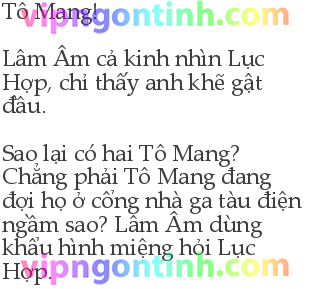 Tô Mang!
vipngontinh.com
Lâm Âm cả kinh nhìn Lục
Hợp, chỉ thấy anh khẽ gật
đầu.
Sao lại có hai Tô Mang?
Chẳng phải Tô Mang đang
đợi họ ở cổng nhà ga tàu điện
ngầm sao? Lâm Âm dùng
khẩu hình miệng hỏi Lục
Hợp.
vipngontinh.com